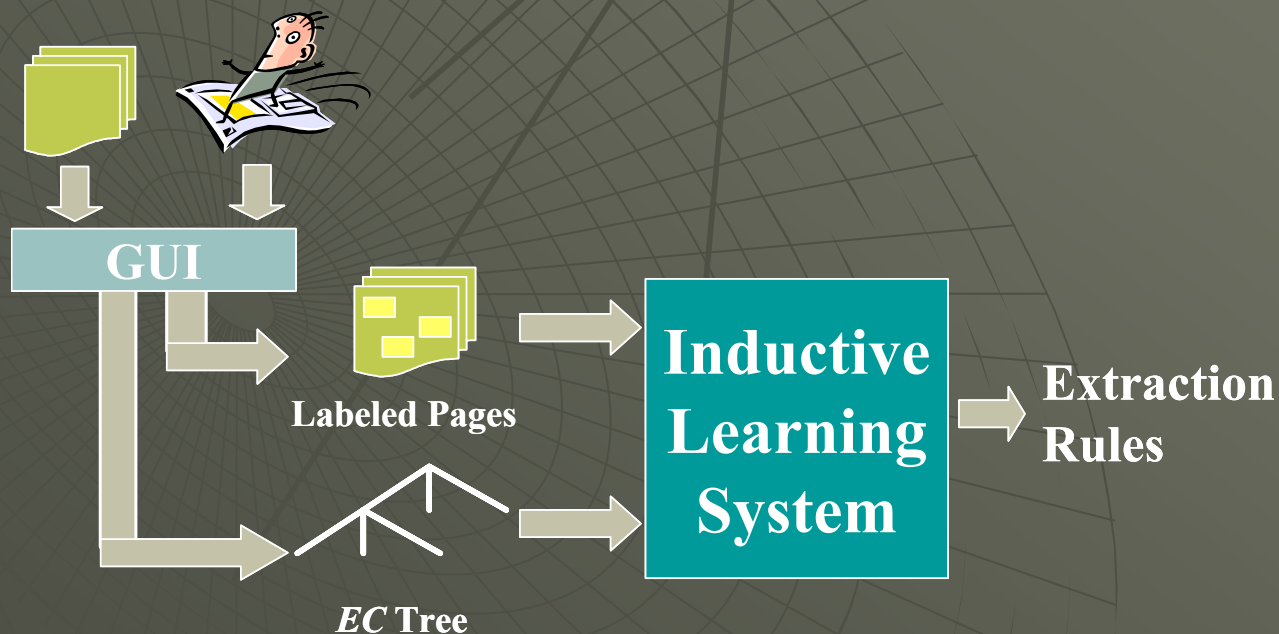 GUI
Labeled Pages
EC Tree
Inductive
Learning
System
Extraction
Rules